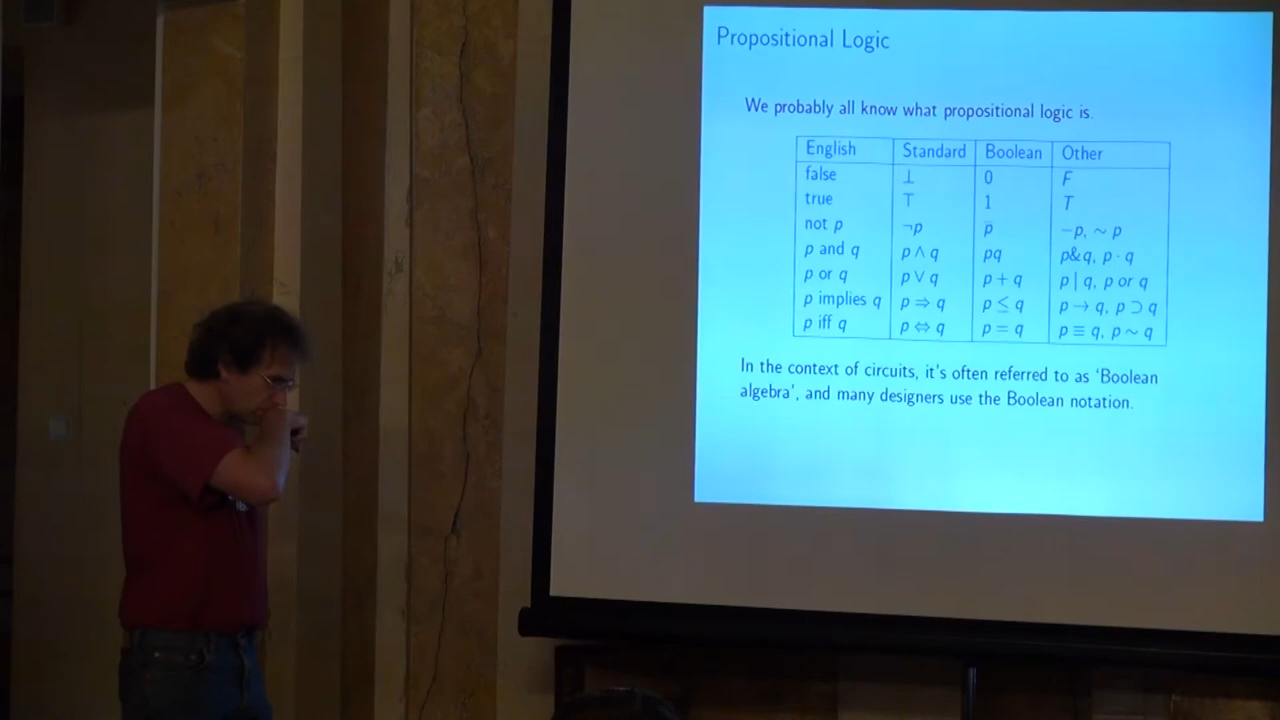 Propositional Logic
We probably all know what propositional logic is.
English Standard Boolean Other
false ⊥ 0 F
true ⊤ 1 T
not p ¬p p̅ −p, ∼ p
p and q p ∧ q pq p&q, p · q
p or q p ∨ q p + q p | q, p or q
p implies q p ⇒ q p ≤ q p → q, p ⊃ q
p iff q p ⇔ q p = q p ≡ q, p ∼ q
In the context of circuits, it's often referred to as ‘Boolean
algebra’, and many designers use the Boolean notation.